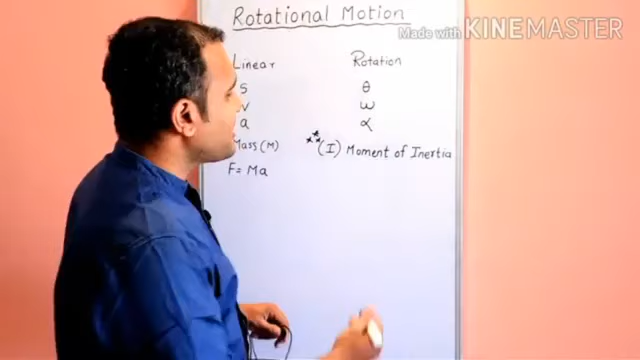 Rotational Motion
Made with KINEMASTER
Linear Rotation
S θ
V ω
a α
Mass (M) (I) Moment of Inertia
F = Ma